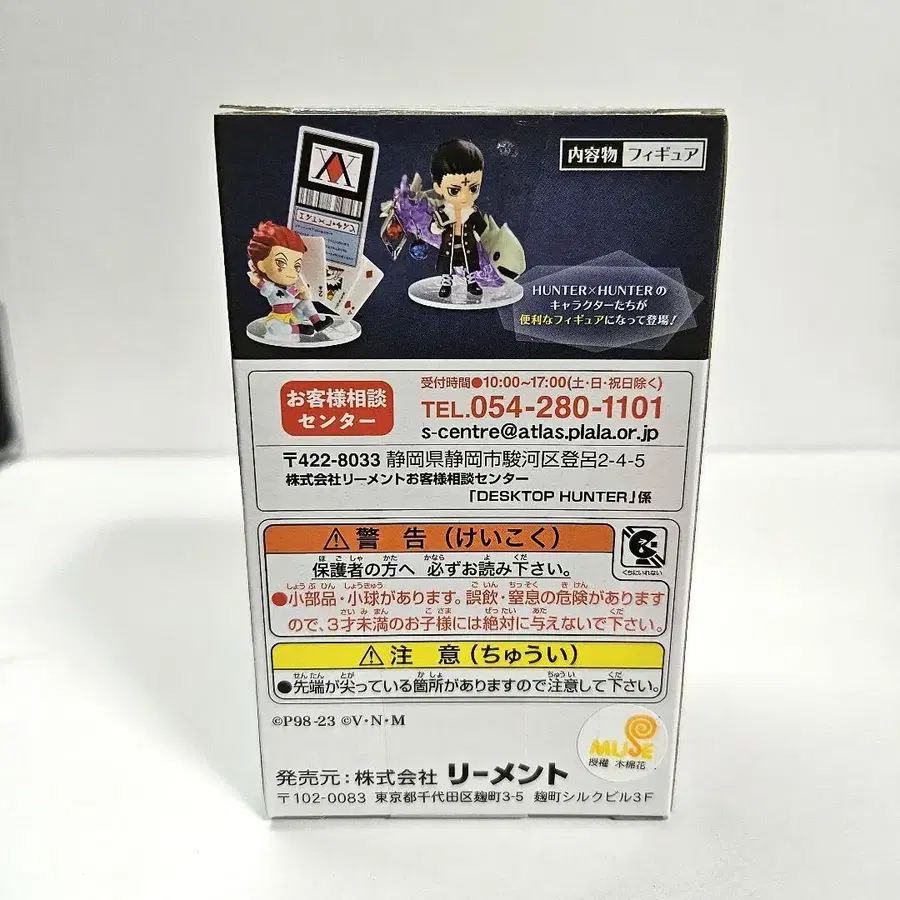 内容物 フィギュア
HUNTER×HUNTERの
キャラクターたちが
便利なフィギュアになって登場!
お客様相談
センター
受付時間●10:00~17:00(土・日・祝日除く)
TEL.054-280-1101
s-centre@atlas.plala.or.jp
〒422-8033 静岡県静岡市駿河区登呂2-4-5
株式会社リーメントお客様相談センター
「DESKTOP HUNTER」係
⚠警告(けいこく)
くちにいれない
保護者の方へ 必ずお読み下さい。
●小部品・小球があります。誤飲・窒息の危険があります
ので、3才未満のお子様には絶対に与えないで下さい。
⚠注意(ちゅうい)
●先端が尖っている箇所がありますので注意して下さい。
©P98-23 ©V・N・M
MUSE
授權 木棉花
発売元:株式会社 リーメント
〒102-0083 東京都千代田区麹町3-5 麹町シルクビル3F